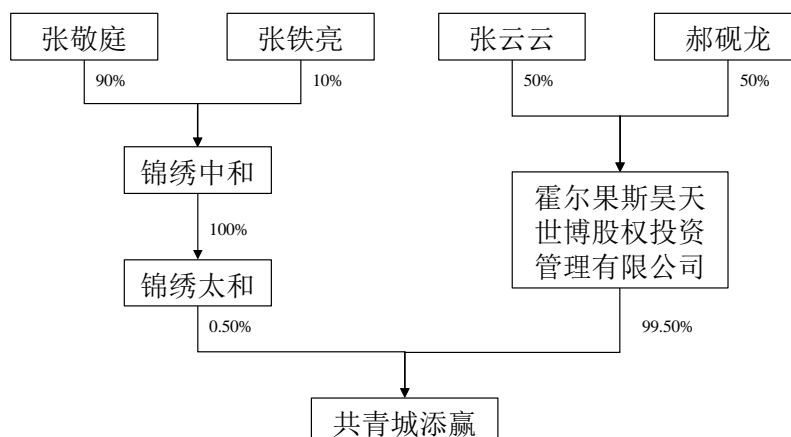 张敬庭
张铁亮
张云云
郝砚龙
90%
10%
50%
50%
锦绣中和
霍尔果斯昊天
世博股权投资
管理有限公司
100%
锦绣太和
0.50%
99.50%
共青城添赢